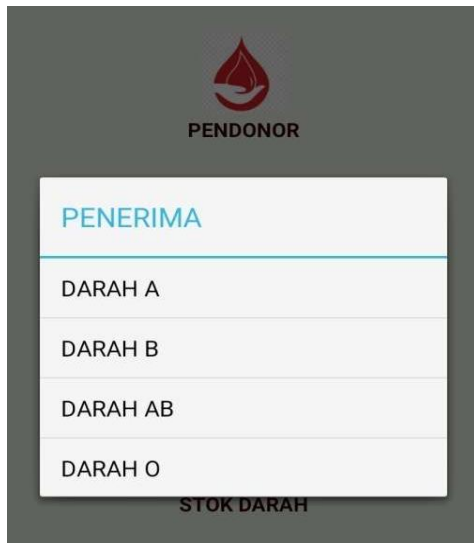 PENDONOR
PENERIMA
DARAH A
DARAH B
DARAH AB
DARAH O
STOK DARAH